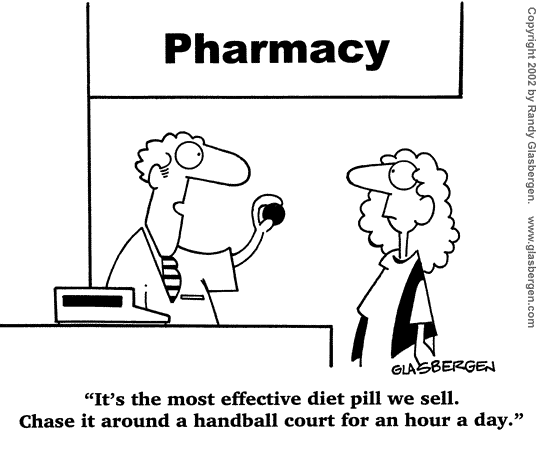 Pharmacy
Copyright 2002 by Randy Glasbergen. www.glasbergen.com
GLASBERGEN
“It’s the most effective diet pill we sell.
Chase it around a handball court for an hour a day.”